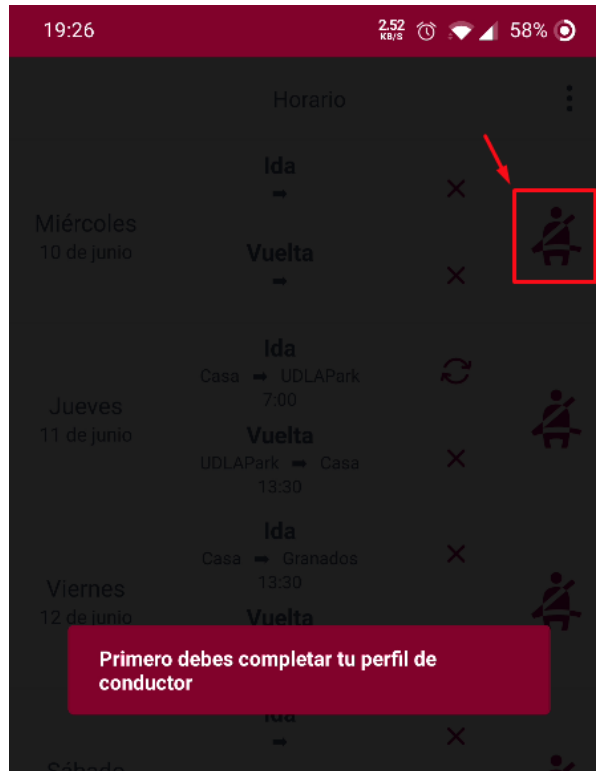 19:26 2.52 KB/S 58%
Horario
Ida
Miércoles
10 de junio
Vuelta
Ida
Casa ➡ UDLAPark
7:00
Jueves
11 de junio
Vuelta
UDLAPark ➡ Casa
13:30
Ida
Casa ➡ Granados
13:30
Viernes
12 de junio
Vuelta
Primero debes completar tu perfil de
conductor
Ida
Sábado